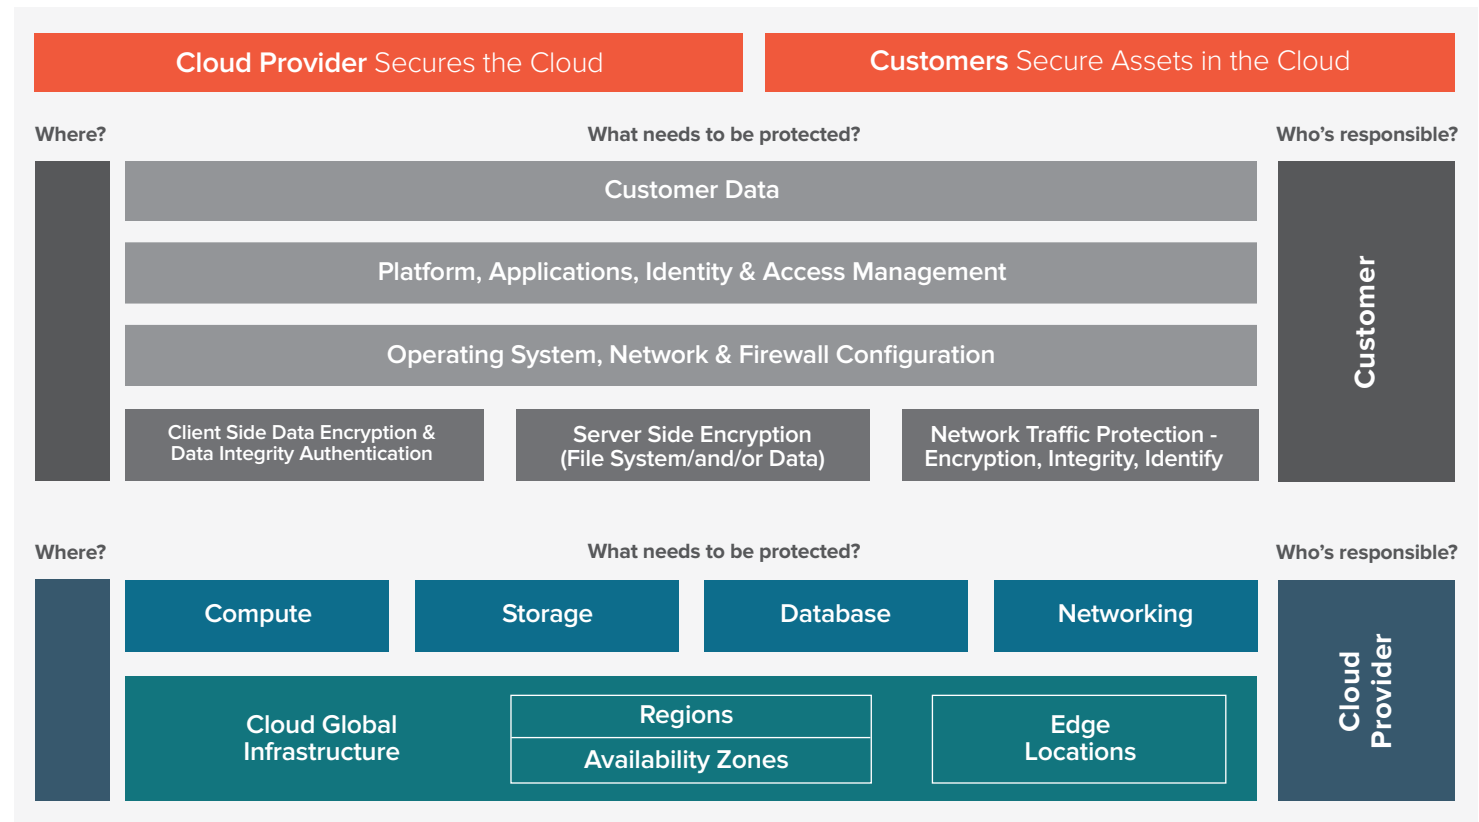 Cloud Provider Secures the Cloud
Customers Secure Assets in the Cloud
Where?
What needs to be protected?
Who's responsible?
Customer Data
Platform, Applications, Identity & Access Management
Operating System, Network & Firewall Configuration
Client Side Data Encryption &
Data Integrity Authentication
Server Side Encryption
(File System/and/or Data)
Network Traffic Protection -
Encryption, Integrity, Identify
Customer
Where?
What needs to be protected?
Who's responsible?
Compute
Storage
Database
Networking
Cloud Global
Infrastructure
Regions
Availability Zones
Edge
Locations
Cloud
Provider